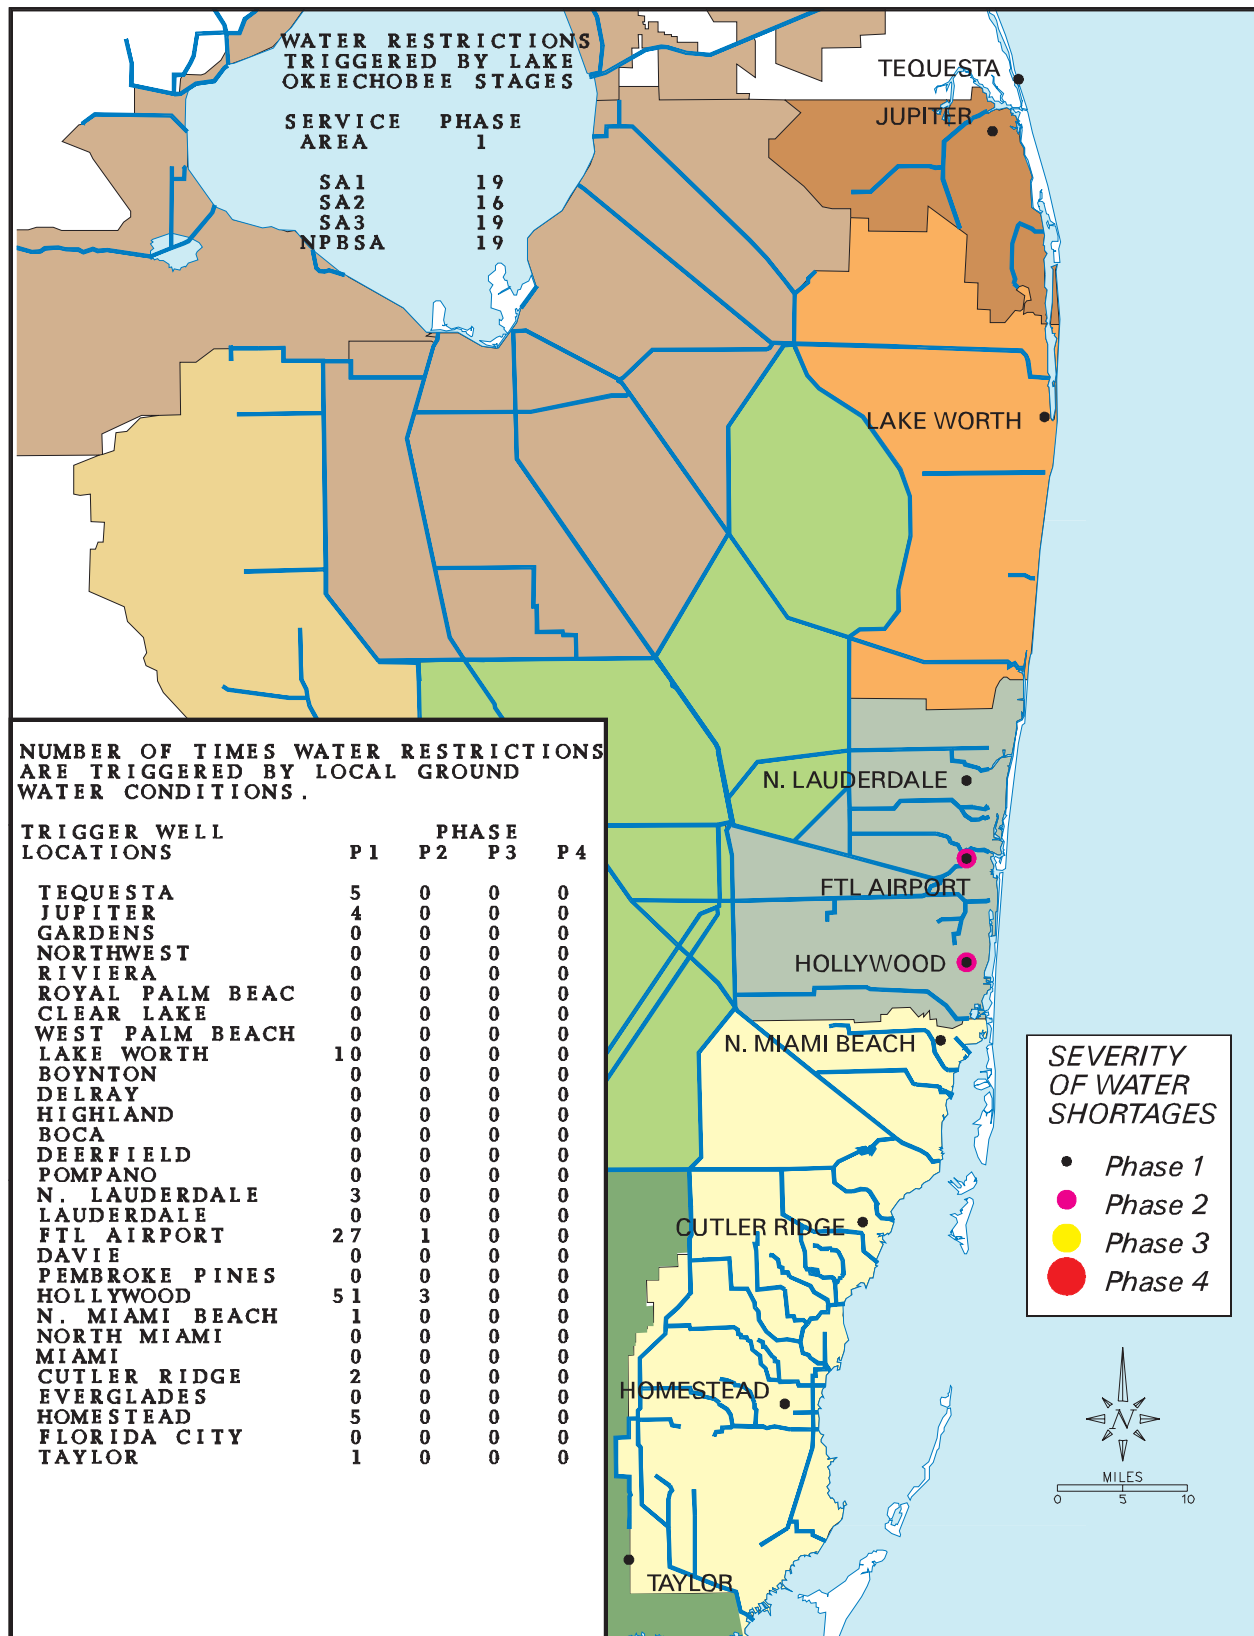 WATER RESTRICTIONS
TRIGGERED BY LAKE
OKEECHOBEE STAGES
SERVICE PHASE
AREA 1
SA1 19
SA2 16
SA3 19
NPBSA 19
TEQUESTA
JUPITER
LAKE WORTH
N. LAUDERDALE
FTL AIRPORT
HOLLYWOOD
N. MIAMI BEACH
CUTLER RIDGE
HOMESTEAD
TAYLOR
NUMBER OF TIMES WATER RESTRICTIONS
ARE TRIGGERED BY LOCAL GROUND
WATER CONDITIONS.
TRIGGER WELL PHASE
LOCATIONS P1 P2 P3 P4
TEQUESTA 5 0 0 0
JUPITER 4 0 0 0
GARDENS 0 0 0 0
NORTHWEST 0 0 0 0
RIVIERA 0 0 0 0
ROYAL PALM BEAC 0 0 0 0
CLEAR LAKE 0 0 0 0
WEST PALM BEACH 0 0 0 0
LAKE WORTH 10 0 0 0
BOYNTON 0 0 0 0
DELRAY 0 0 0 0
HIGHLAND 0 0 0 0
BOCA 0 0 0 0
DEERFIELD 0 0 0 0
POMPANO 0 0 0 0
N. LAUDERDALE 3 0 0 0
LAUDERDALE 0 0 0 0
FTL AIRPORT 27 1 0 0
DAVIE 0 0 0 0
PEMBROKE PINES 0 0 0 0
HOLLYWOOD 51 3 0 0
N. MIAMI BEACH 1 0 0 0
NORTH MIAMI 0 0 0 0
MIAMI 0 0 0 0
CUTLER RIDGE 2 0 0 0
EVERGLADES 0 0 0 0
HOMESTEAD 5 0 0 0
FLORIDA CITY 0 0 0 0
TAYLOR 1 0 0 0
SEVERITY
OF WATER
SHORTAGES
Phase 1
Phase 2
Phase 3
Phase 4
N
MILES
0 5 10